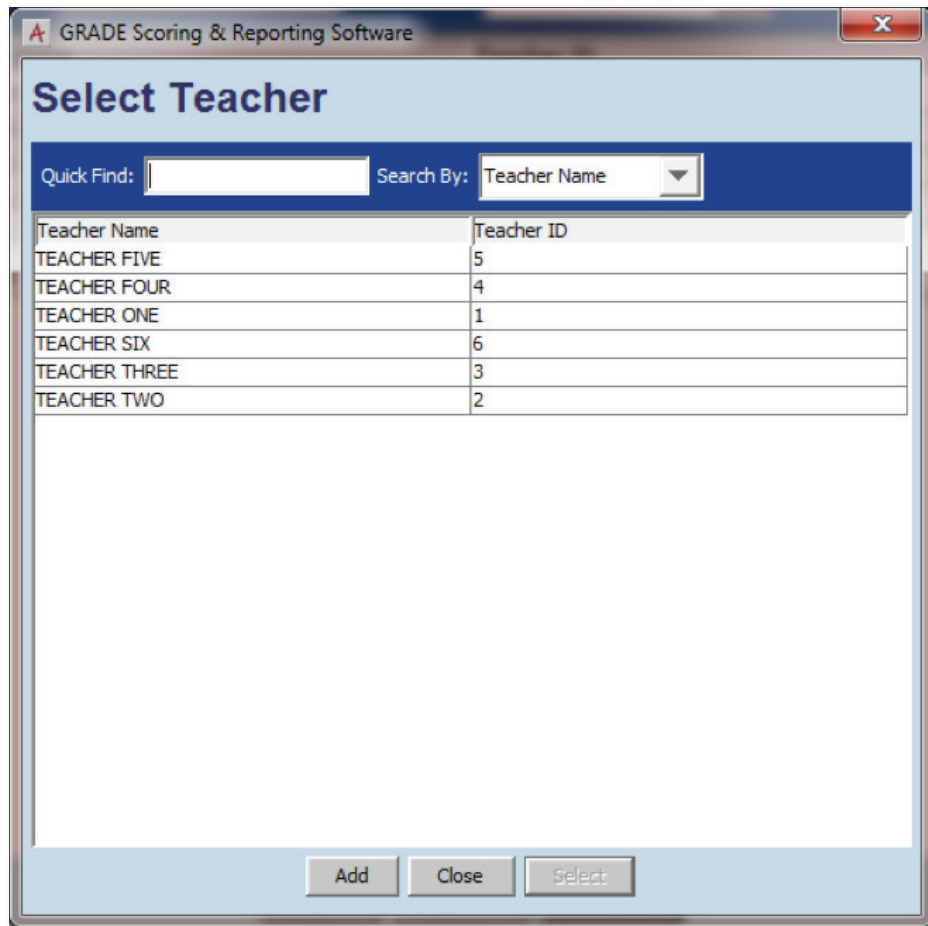 GRADE Scoring & Reporting Software
Select Teacher
Quick Find: Search By: Teacher Name
Teacher Name Teacher ID
TEACHER FIVE 5
TEACHER FOUR 4
TEACHER ONE 1
TEACHER SIX 6
TEACHER THREE 3
TEACHER TWO 2
Add Close Select